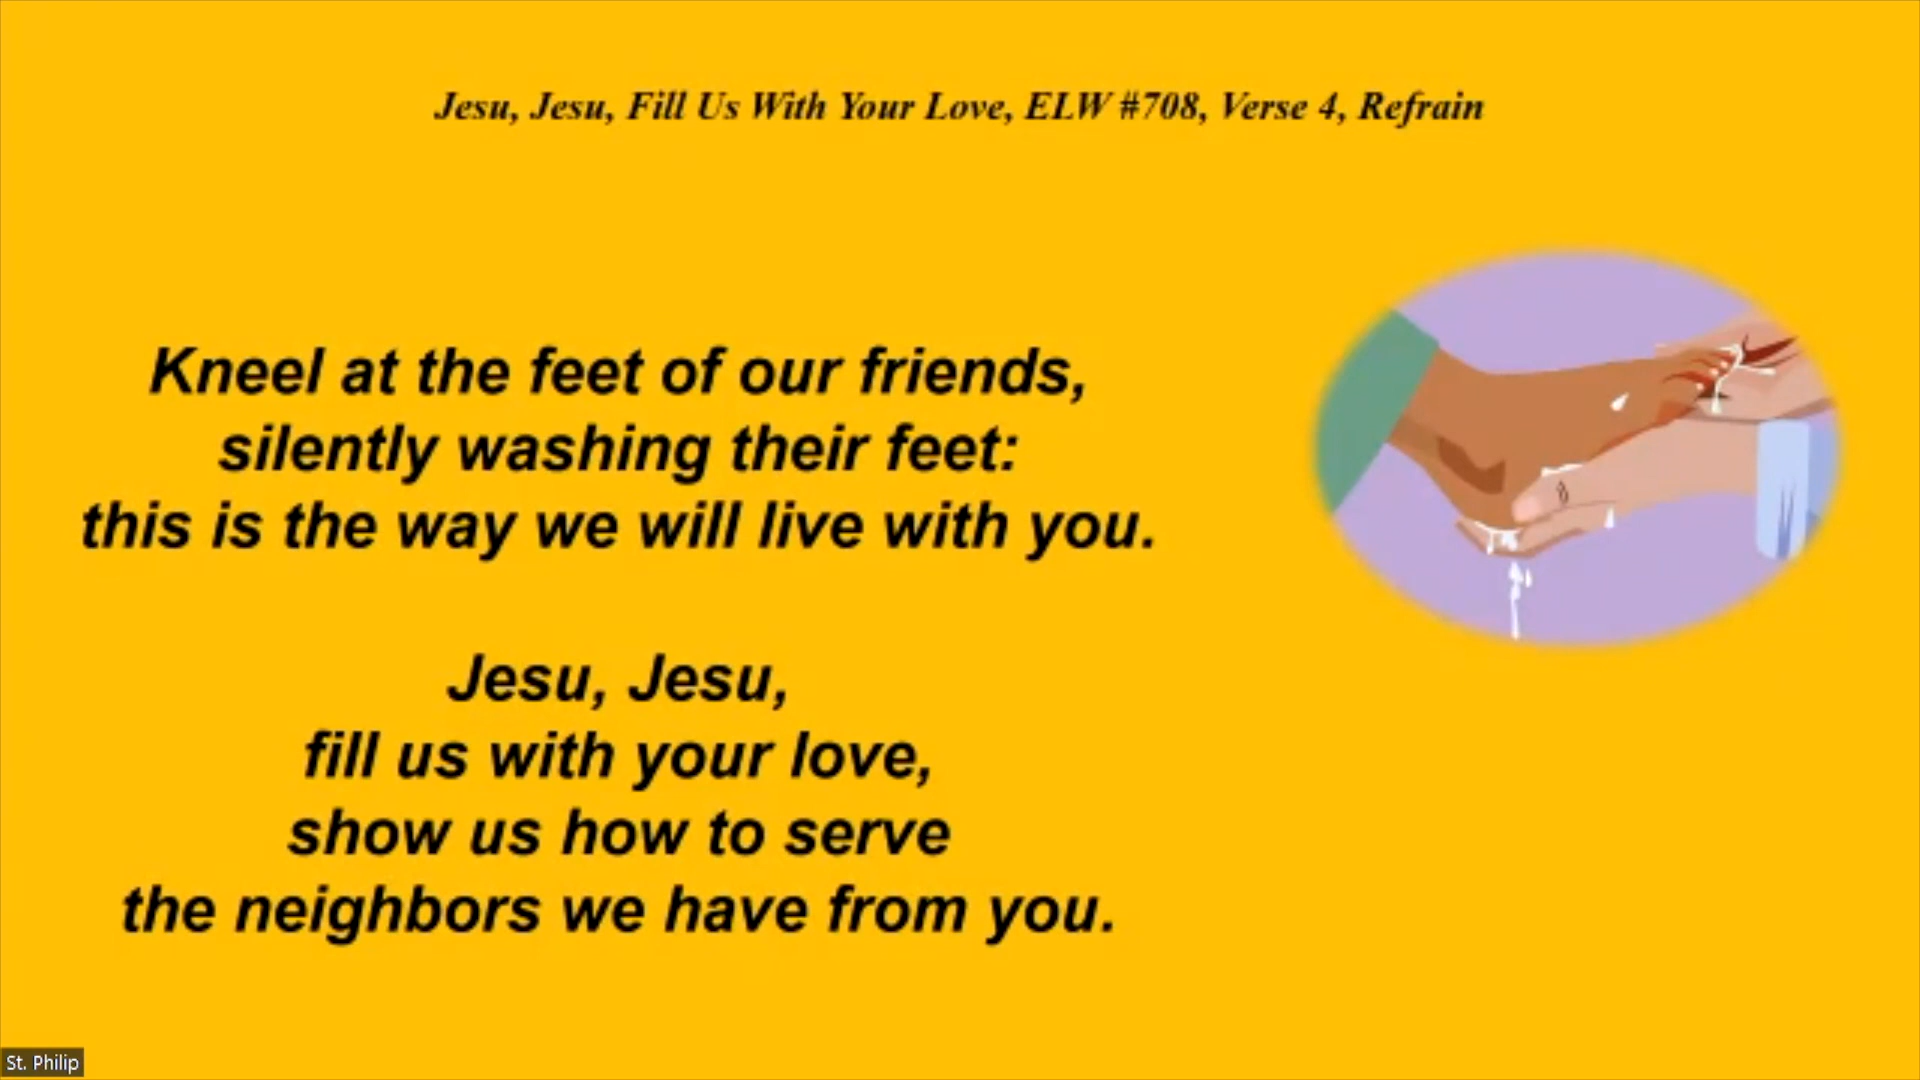 Jesu, Jesu, Fill Us With Your Love, ELW #708, Verse 4, Refrain
Kneel at the feet of our friends,
silently washing their feet:
this is the way we will live with you.
Jesu, Jesu,
fill us with your love,
show us how to serve
the neighbors we have from you.
St. Philip